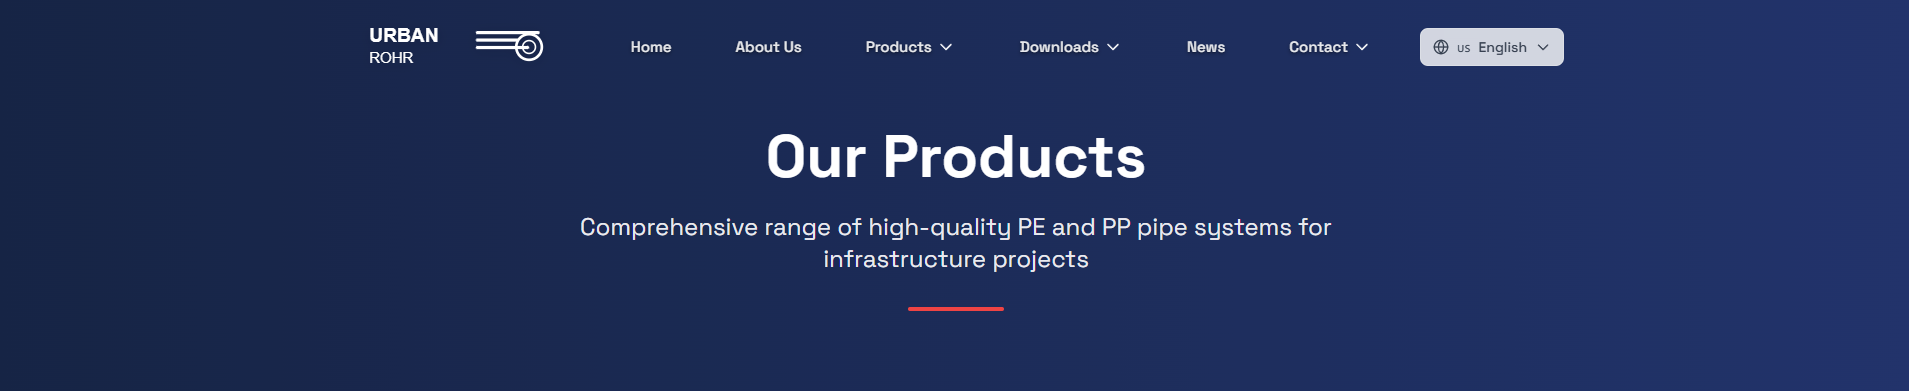 URBAN
ROHR
Home
About Us
Products
Downloads
News
Contact
us English
Our Products
Comprehensive range of high-quality PE and PP pipe systems for
infrastructure projects